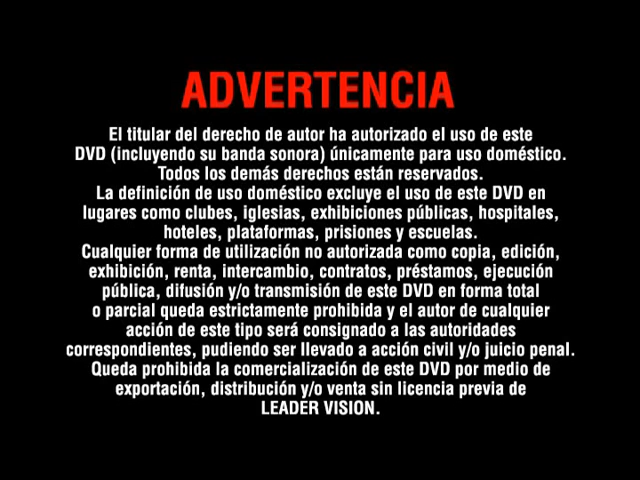 ADVERTENCIA
El titular del derecho de autor ha autorizado el uso de este
DVD (incluyendo su banda sonora) únicamente para uso doméstico.
Todos los demás derechos están reservados.
La definición de uso doméstico excluye el uso de este DVD en
lugares como clubes, iglesias, exhibiciones públicas, hospitales,
hoteles, plataformas, prisiones y escuelas.
Cualquier forma de utilización no autorizada como copia, edición,
exhibición, renta, intercambio, contratos, préstamos, ejecución
pública, difusión y/o transmisión de este DVD en forma total
o parcial queda estrictamente prohibida y el autor de cualquier
acción de este tipo será consignado a las autoridades
correspondientes, pudiendo ser llevado a acción civil y/o juicio penal.
Queda prohibida la comercialización de este DVD por medio de
exportación, distribución y/o venta sin licencia previa de
LEADER VISION.